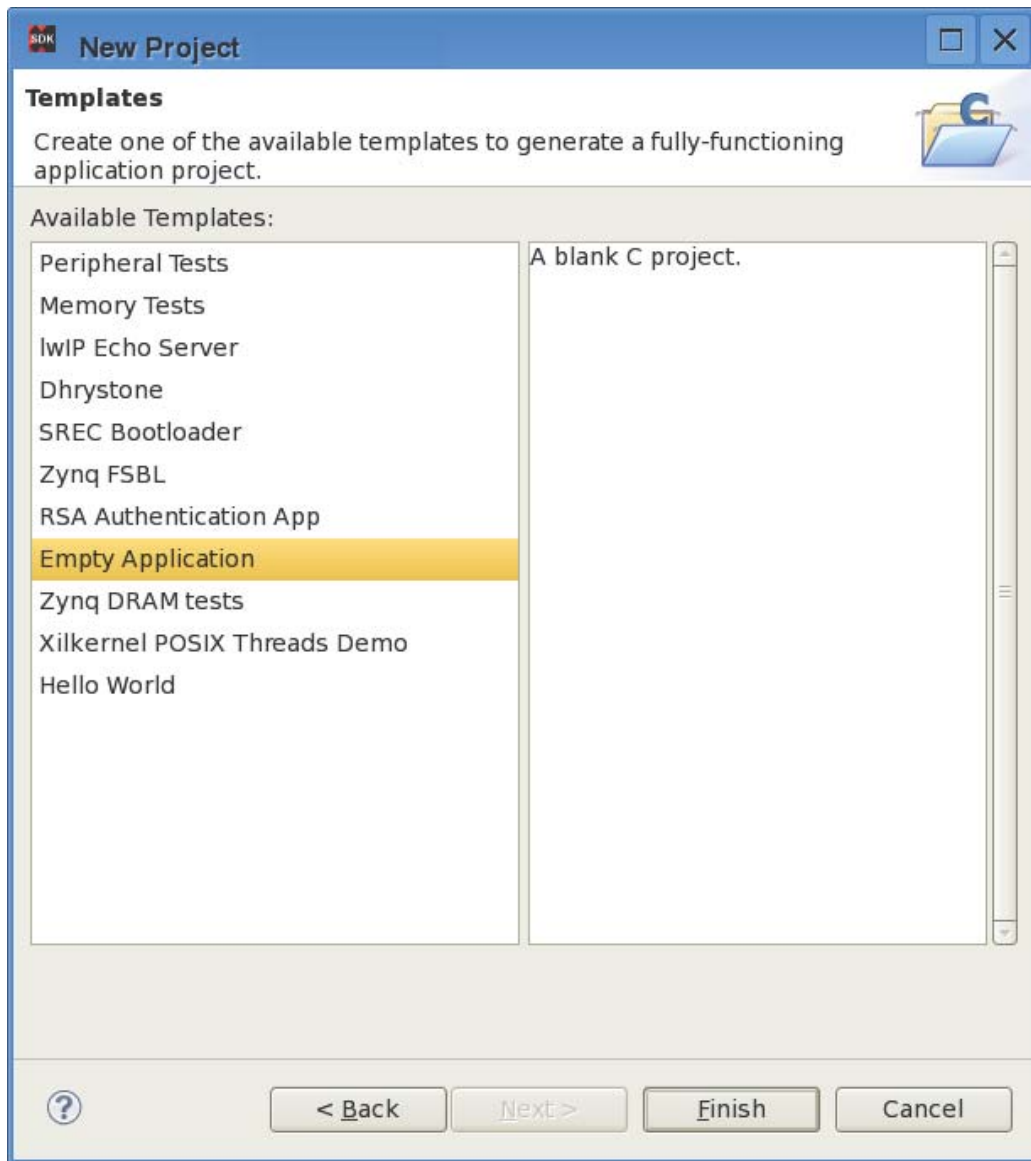 SDK
New Project
Templates
C
Create one of the available templates to generate a fully-functioning
application project.
Available Templates:
Peripheral Tests
Memory Tests
lwIP Echo Server
Dhrystone
SREC Bootloader
Zynq FSBL
RSA Authentication App
Empty Application
Zynq DRAM tests
Xilkernel POSIX Threads Demo
Hello World
A blank C project.
?
< Back
Next >
Finish
Cancel